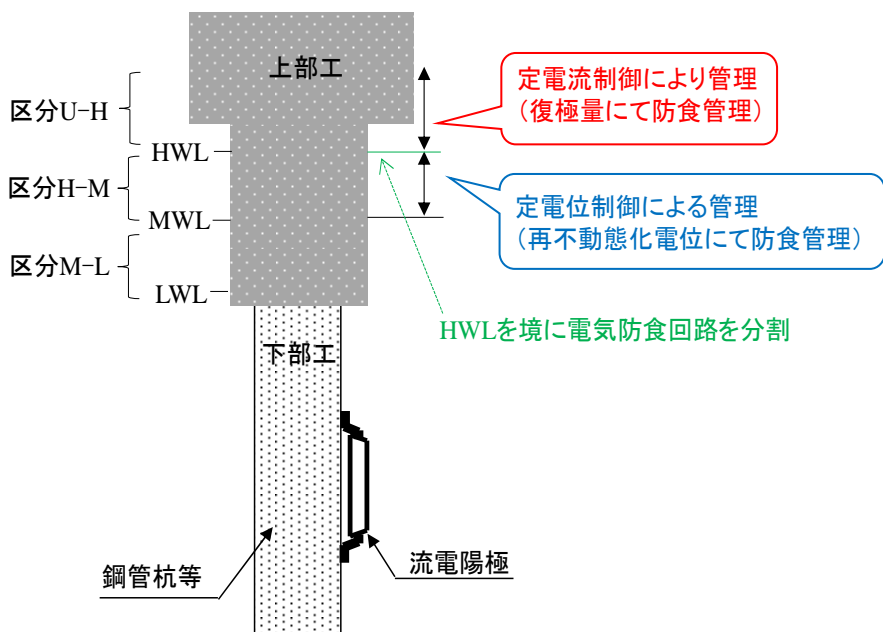 上部工
定電流制御により管理
（復極量にて防食管理）
区分U-H
HWL
区分H-M
定電位制御による管理
（再不動態化電位にて防食管理）
MWL
区分M-L
LWL
HWLを境に電気防食回路を分割
下部工
流電陽極
鋼管杭等